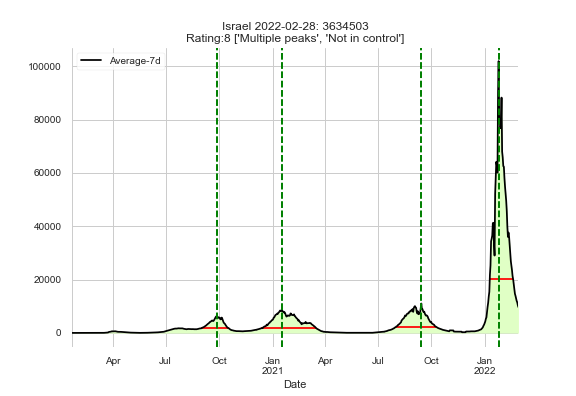 Israel 2022-02-28: 3634503
Rating:8 ['Multiple peaks', 'Not in control']
Average-7d
100000
80000
60000
40000
20000
0
Apr Jul Oct Jan Apr Jul Oct Jan
2021 2022
Date